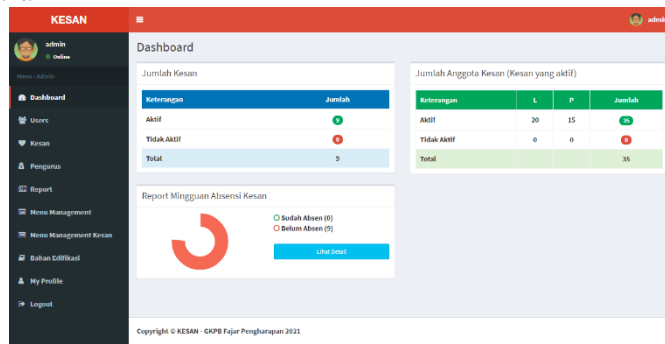 KESAN
admin
admin
Online
Menu - Admin
Dashboard
Users
Kesan
Pengurus
Report
Menu Management
Menu Management Kesan
Bahan Edifikasi
My Profile
Logout
Dashboard
Jumlah Kesan
Keterangan Jumlah
Aktif 9
Tidak Aktif 0
Total 9
Jumlah Anggota Kesan (Kesan yang aktif)
Keterangan L P Jumlah
Aktif 20 15 35
Tidak Aktif 0 0 0
Total 35
Report Mingguan Absensi Kesan
Sudah Absen (0)
Belum Absen (9)
Lihat Detail
Copyright © KESAN - GKPB Fajar Pengharapan 2021